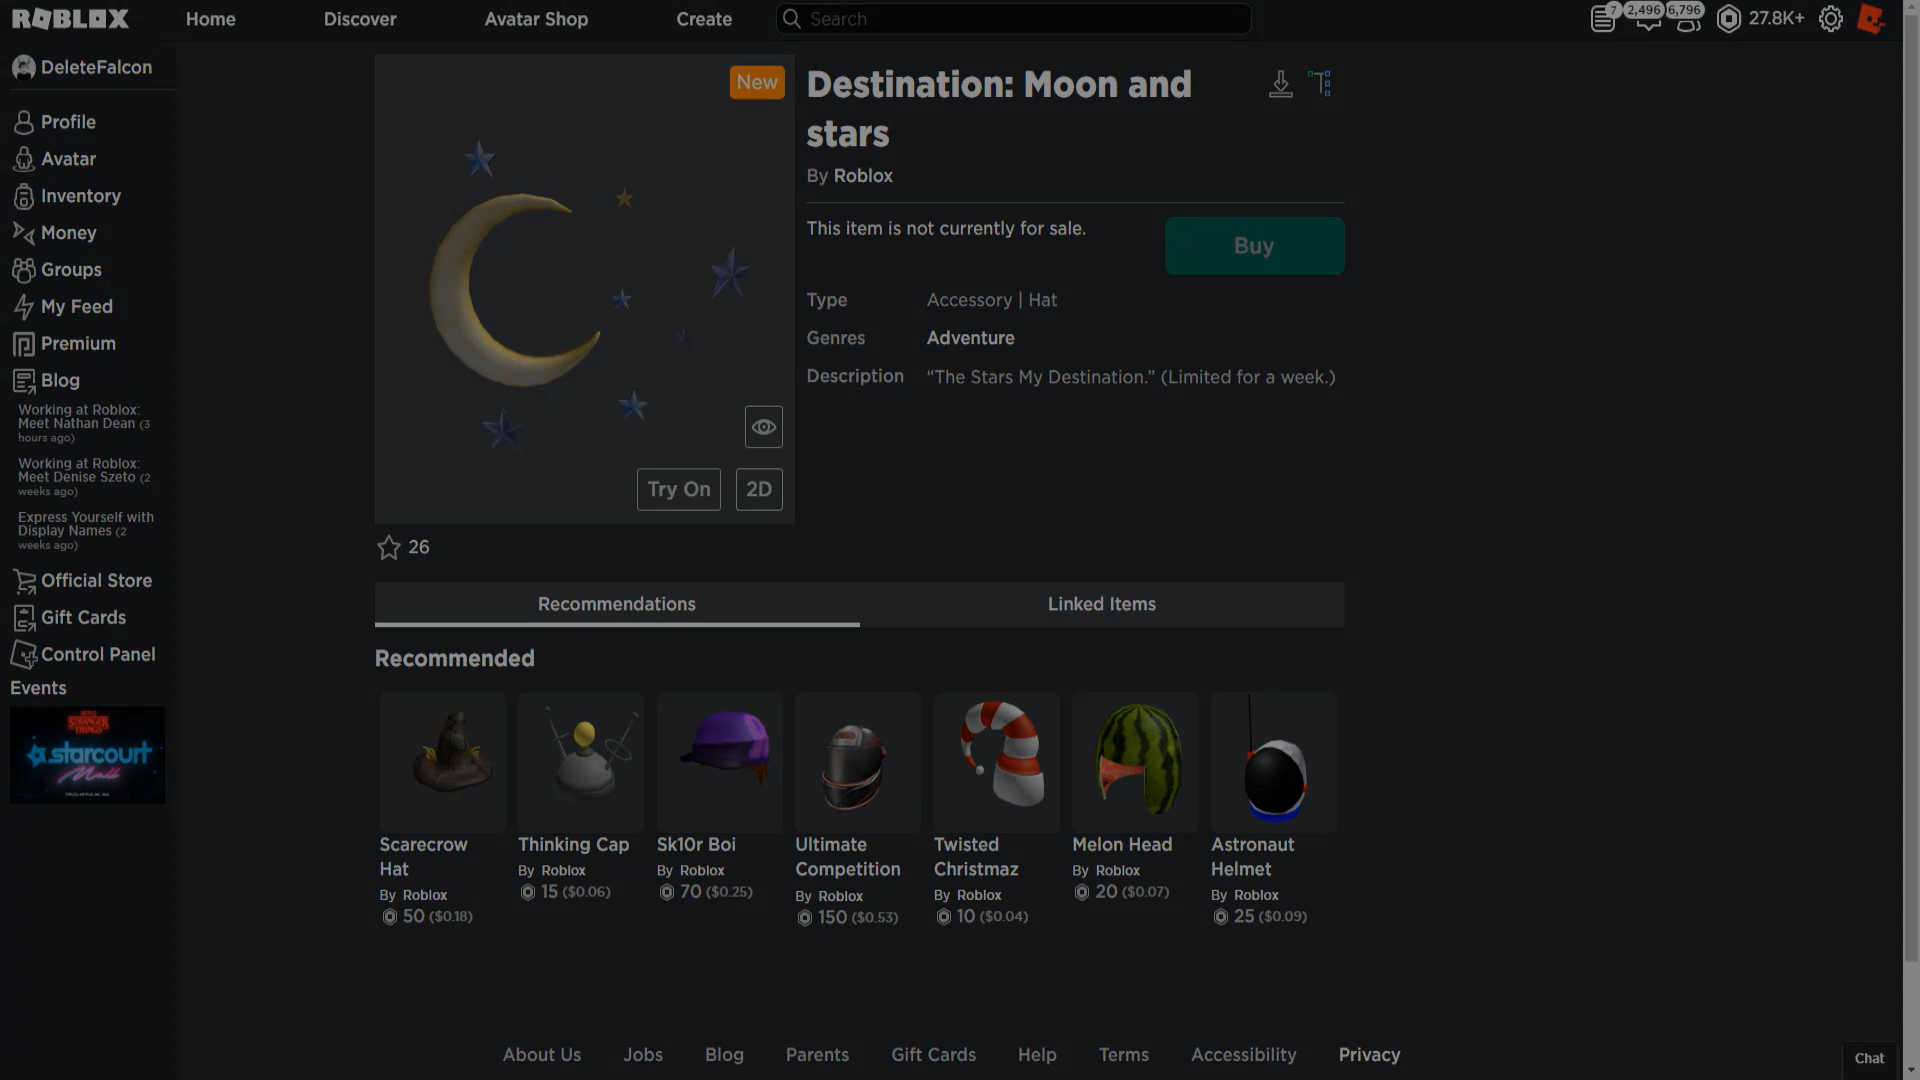 ROBLOX
Home
Discover
Avatar Shop
Create
Search
7
2,496
6,796
27.8K+
DeleteFalcon
Profile
Avatar
Inventory
Money
Groups
My Feed
Premium
Blog
Working at Roblox:
Meet Nathan Dean (3
hours ago)
Working at Roblox:
Meet Denise Szeto (2
weeks ago)
Express Yourself with
Display Names (2
weeks ago)
Official Store
Gift Cards
Control Panel
Events
STRANGER
THINGS
starcourt
Mall
New
Try On
2D
26
Destination: Moon and
stars
By Roblox
This item is not currently for sale.
Buy
Type Accessory | Hat
Genres Adventure
Description “The Stars My Destination.” (Limited for a week.)
Recommendations
Linked Items
Recommended
Scarecrow
Hat
By Roblox
50 ($0.18)
Thinking Cap
By Roblox
15 ($0.06)
Sk10r Boi
By Roblox
70 ($0.25)
Ultimate
Competition
By Roblox
150 ($0.53)
Twisted
Christmaz
By Roblox
10 ($0.04)
Melon Head
By Roblox
20 ($0.07)
Astronaut
Helmet
By Roblox
25 ($0.09)
About Us
Jobs
Blog
Parents
Gift Cards
Help
Terms
Accessibility
Privacy
Chat